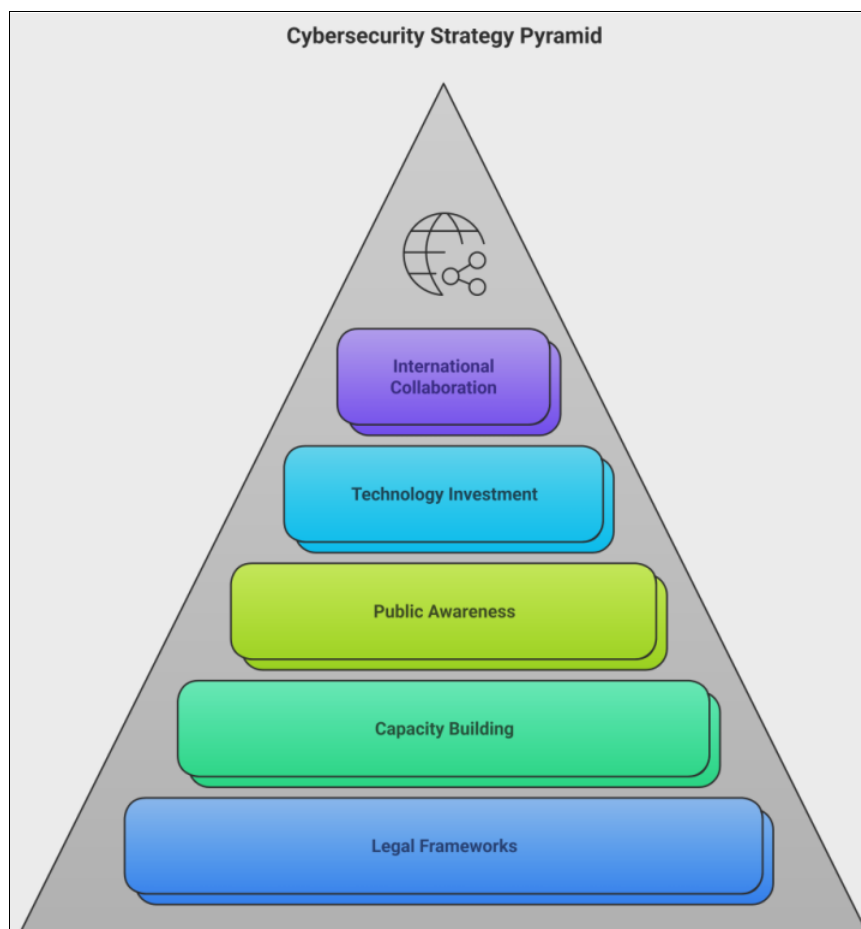 Cybersecurity Strategy Pyramid
International
Collaboration
Technology Investment
Public Awareness
Capacity Building
Legal Frameworks